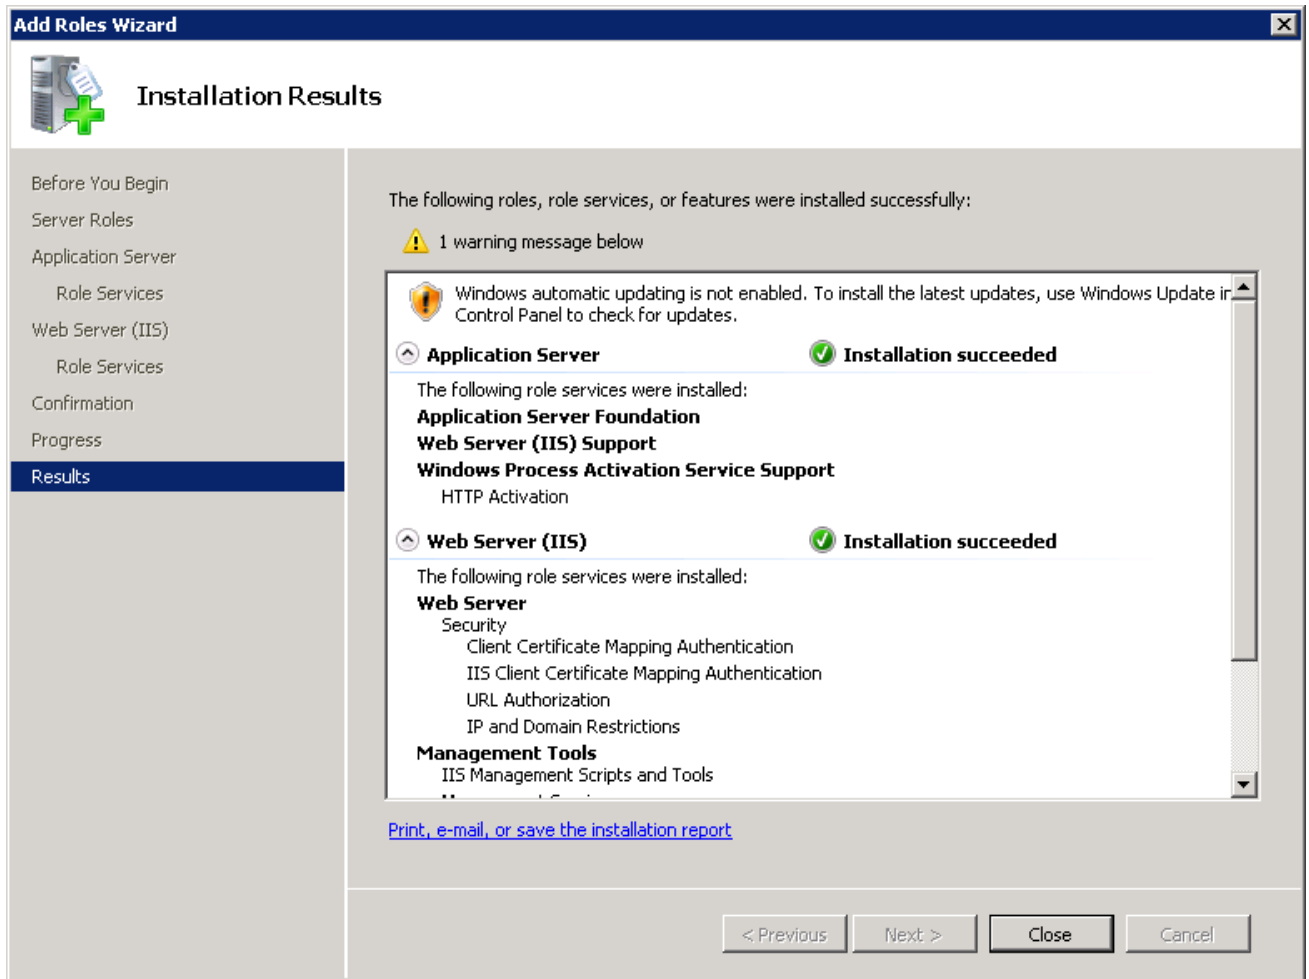 Add Roles Wizard
Installation Results
Before You Begin
Server Roles
Application Server
Role Services
Web Server (IIS)
Role Services
Confirmation
Progress
Results
The following roles, role services, or features were installed successfully:
1 warning message below
Windows automatic updating is not enabled. To install the latest updates, use Windows Update in
Control Panel to check for updates.
Application Server Installation succeeded
The following role services were installed:
Application Server Foundation
Web Server (IIS) Support
Windows Process Activation Service Support
HTTP Activation
Web Server (IIS) Installation succeeded
The following role services were installed:
Web Server
Security
Client Certificate Mapping Authentication
IIS Client Certificate Mapping Authentication
URL Authorization
IP and Domain Restrictions
Management Tools
IIS Management Scripts and Tools
Print, e-mail, or save the installation report
< Previous Next > Close Cancel